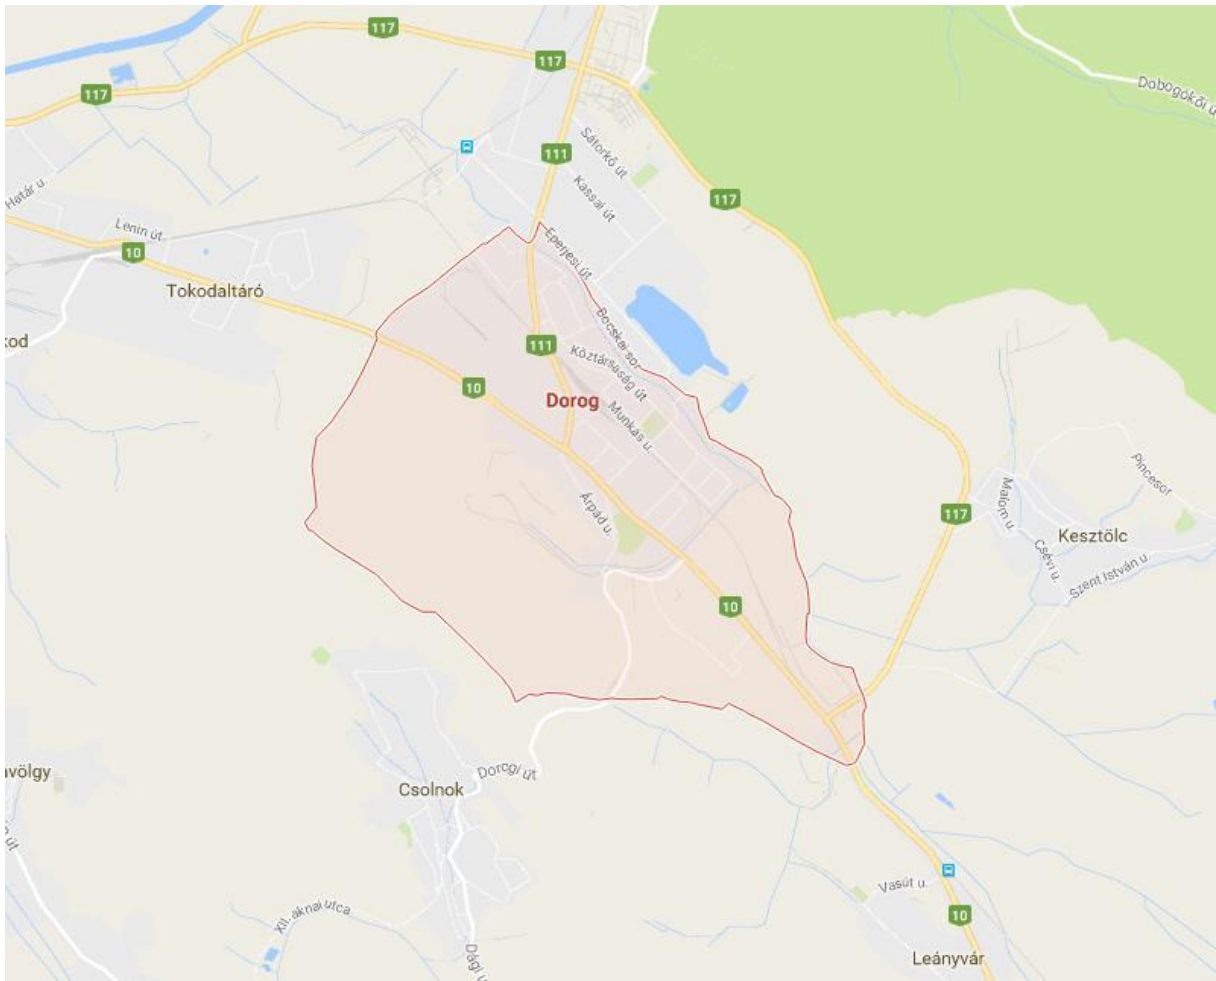 117
117
117
Dobogókői u.
Sátorkő út
111
Kassai út
117
Határ u.
Lenin út
10
Eperjesi út
Tokodaltáró
Bocskai sor
111
Köztársaság út
10
Dorog
Munkás u.
Pincesor
Malom u.
Árpád u.
117
Kesztölc
Csévi u.
Szent István u.
10
Dorogi út
Csolnok
Vasút u.
XII. aknai utca
10
Dági u.
Leányvár